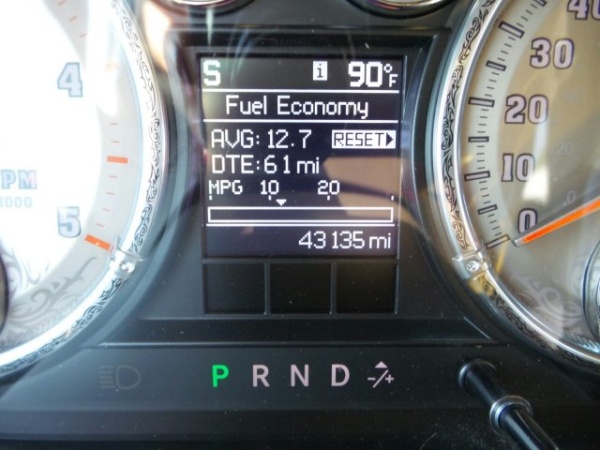 S i 90°F
Fuel Economy
AVG: 12.7 RESET
DTE: 61 mi
MPG 10 20
43135 mi
P R N D -/+
4
5
40
30
20
10
0
0